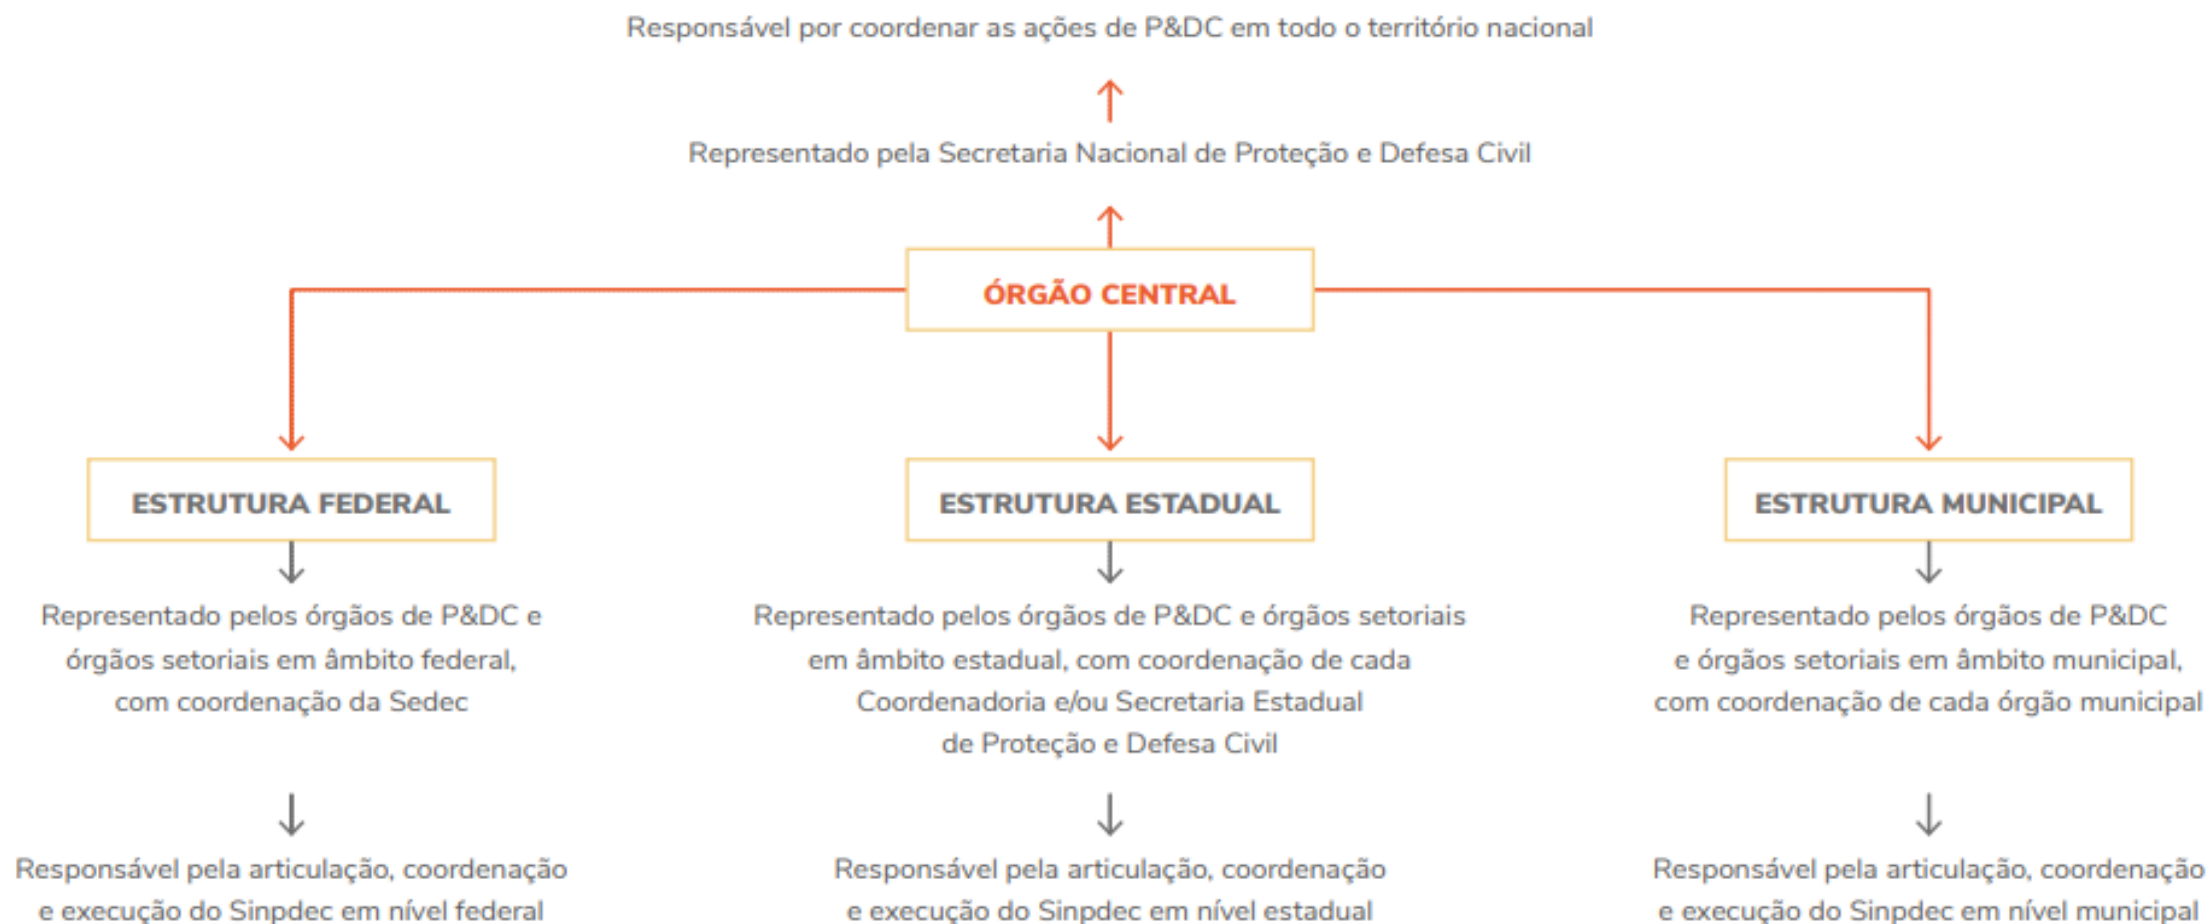 Responsável por coordenar as ações de P&DC em todo o território nacional
Representado pela Secretaria Nacional de Proteção e Defesa Civil
ÓRGÃO CENTRAL
ESTRUTURA FEDERAL
Representado pelos órgãos de P&DC e
órgãos setoriais em âmbito federal,
com coordenação da Sedec
Responsável pela articulação, coordenação
e execução do Sinpdec em nível federal
ESTRUTURA ESTADUAL
Representado pelos órgãos de P&DC e órgãos setoriais
em âmbito estadual, com coordenação de cada
Coordenadoria e/ou Secretaria Estadual
de Proteção e Defesa Civil
Responsável pela articulação, coordenação
e execução do Sinpdec em nível estadual
ESTRUTURA MUNICIPAL
Representado pelos órgãos de P&DC
e órgãos setoriais em âmbito municipal,
com coordenação de cada órgão municipal
Responsável pela articulação, coordenação
e execução do Sinpdec em nível municipal